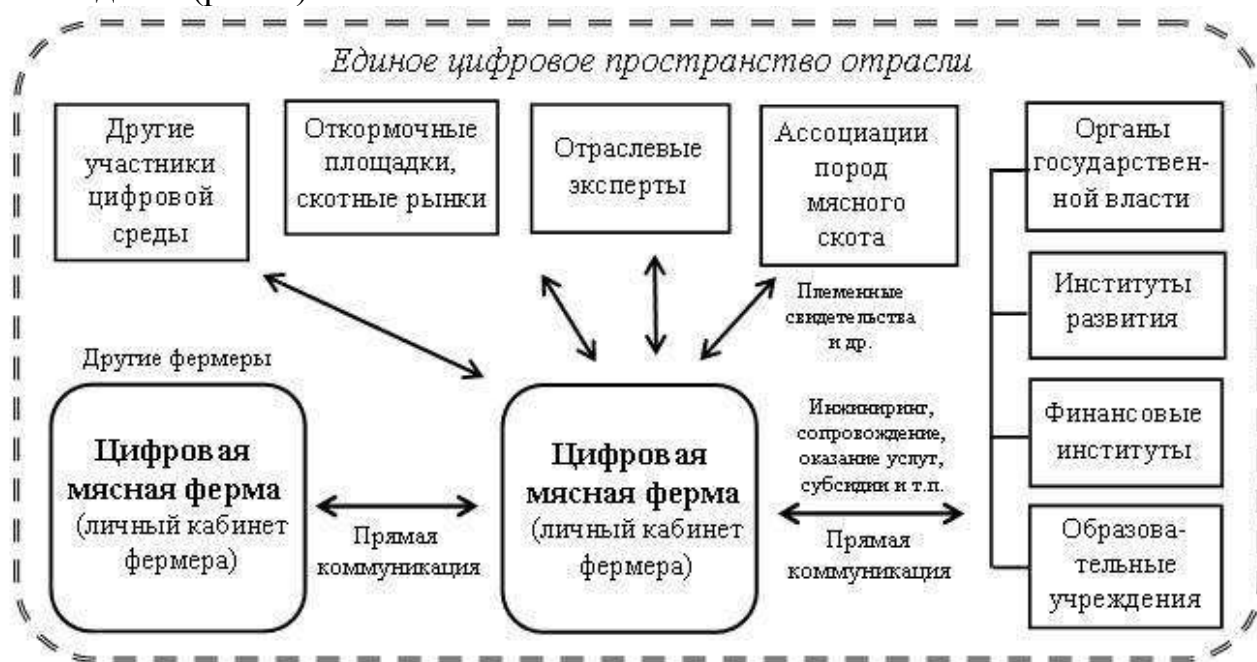 Единое цифровое пространство отрасли
Другие
участники
цифровой
среды
Откормочные
площадки,
скотные рынки
Отраслевые
эксперты
Ассоциации
пород
мясного
скота
Органы
государствен-
ной власти
Племенные
свидетельства
и др.
Институты
развития
Другие фермеры
Цифровая
мясная ферма
(личный кабинет
фермера)
Прямая
коммуникация
Цифровая
мясная ферма
(личный кабинет
фермера)
Инжиниринг,
сопровождение,
оказание услуг,
субсидии и т.п.
Прямая
коммуникация
Финансовые
институты
Образова-
тельные
учреждения